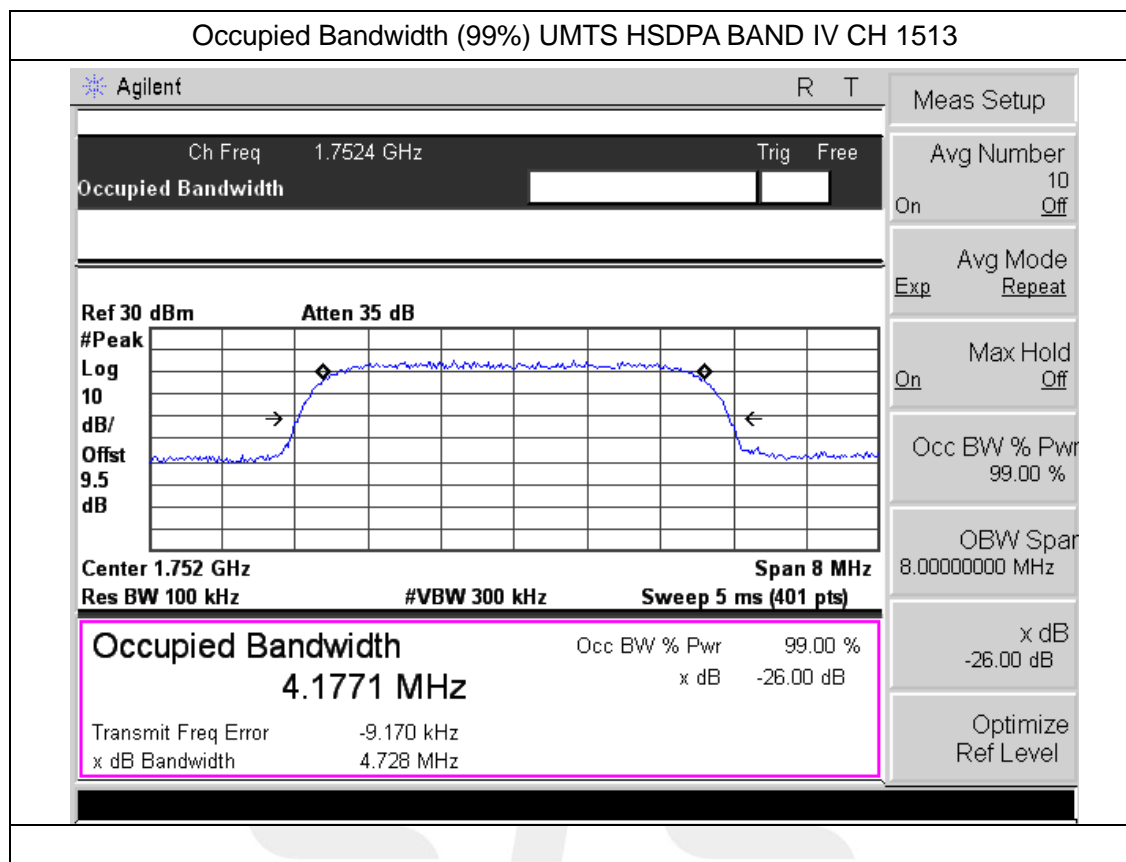 Occupied Bandwidth (99%) UMTS HSDPA BAND IV CH 1513
Agilent R T
Ch Freq 1.7524 GHz Trig Free
Occupied Bandwidth
Ref 30 dBm Atten 35 dB
#Peak
Log
10
dB/
Offst
9.5
dB
Center 1.752 GHz Span 8 MHz
Res BW 100 kHz #VBW 300 kHz Sweep 5 ms (401 pts)
Occupied Bandwidth
4.1771 MHz
Occ BW % Pwr 99.00 %
x dB -26.00 dB
Transmit Freq Error -9.170 kHz
x dB Bandwidth 4.728 MHz
Meas Setup
Avg Number
10
On Off
Avg Mode
Exp Repeat
Max Hold
On Off
Occ BW % Pwr
99.00 %
OBW Span
8.00000000 MHz
x dB
-26.00 dB
Optimize
Ref Level